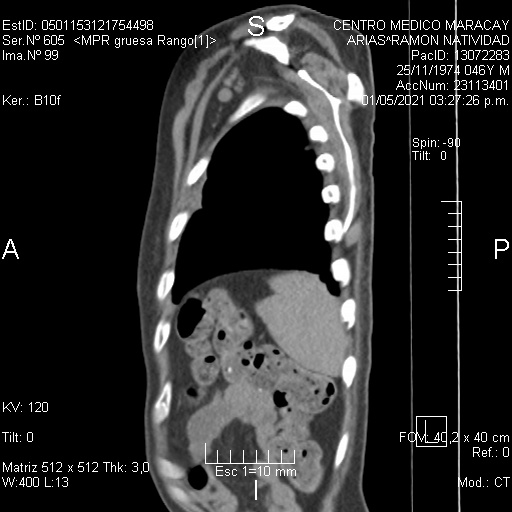 EstID: 0501153121754498
Ser.Nº 605 <MPR gruesa Rango[1]>
Ima.Nº 99
Ker.: B10f
S
CENTRO MEDICO MARACAY
ARIAS^RAMON NATIVIDAD
PacID: 13072283
25/11/1974 046Y M
AccNum: 23113401
01/05/2021 03:27:26 p.m.
Spin: -90
Tilt: 0
A
P
KV: 120
Tilt: 0
Matriz 512 x 512 Thk: 3,0
W:400 L:13
Esc 1=10 mm
I
FOV: 40,2 x 40 cm
Ref.: 0
Mod.: CT